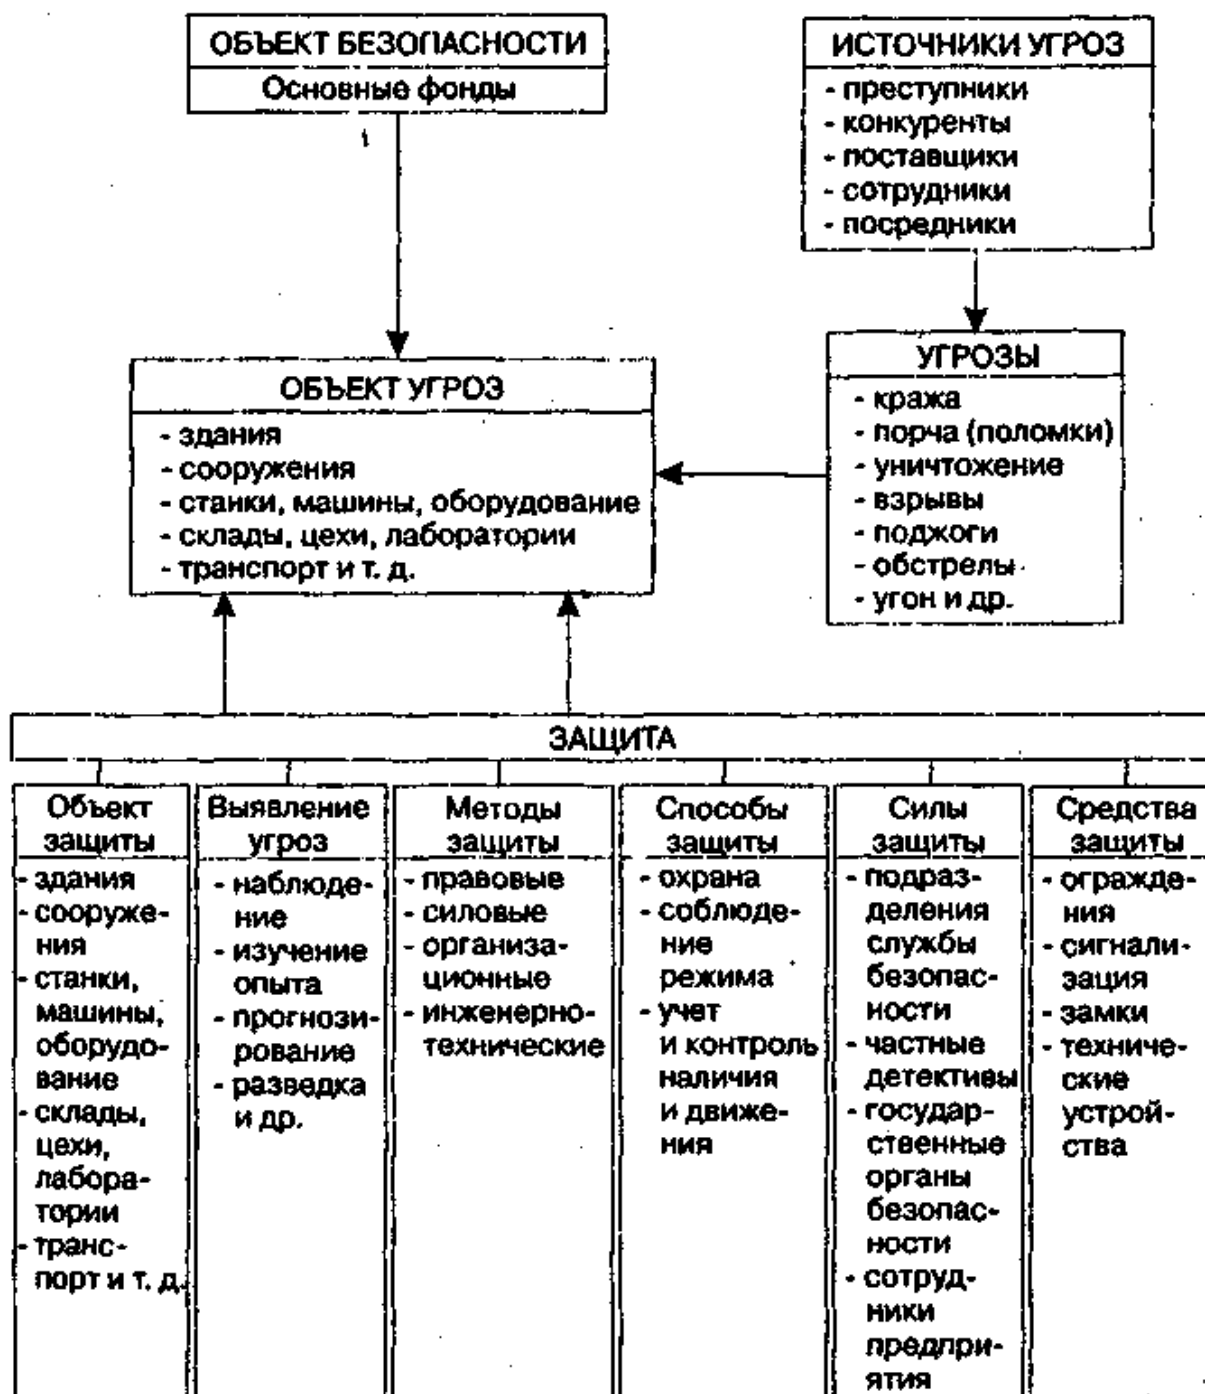 ОБЪЕКТ БЕЗОПАСНОСТИ
Основные фонды
ИСТОЧНИКИ УГРОЗ
- преступники
- конкуренты
- поставщики
- сотрудники
- посредники
ОБЪЕКТ УГРОЗ
- здания
- сооружения
- станки, машины, оборудование
- склады, цехи, лаборатории
- транспорт и т. д.
УГРОЗЫ
- кража
- порча (поломки)
- уничтожение
- взрывы
- поджоги
- обстрелы
- угон и др.
ЗАЩИТА
Объект
защиты
- здания
- сооруже-
ния
- станки,
машины,
оборудо-
вание
- склады,
цехи,
лабора-
тории
- транс-
порт и т. д.
Выявление
угроз
- наблюде-
ние
- изучение
опыта
- прогнози-
рование
- разведка
и др.
Методы
защиты
- правовые
- силовые
- организа-
ционные
- инженерно-
технические
Способы
защиты
- охрана
- соблюде-
ние
режима
- учет
и контроль
наличия
и движе-
ния
Силы
защиты
- подраз-
деления
службы
безопас-
ности
- частные
детективы
- государ-
ственные
органы
безопас-
ности
- сотруд-
ники
предпри-
ятия
Средства
защиты
- огражде-
ния
- сигнали-
зация
- замки
- техниче-
ские
устрой-
ства